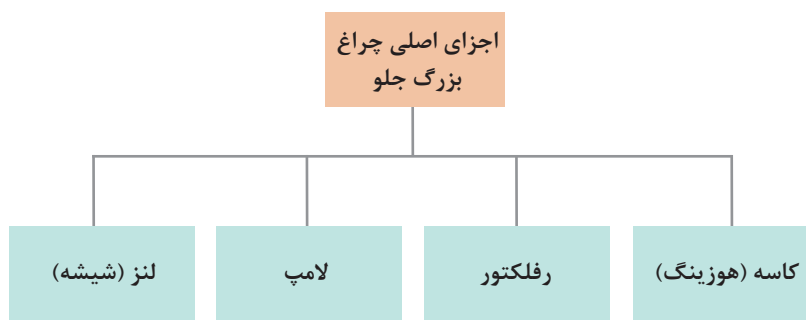 اجزای اصلی چراغ
بزرگ جلو
کاسه (هوزینگ)
رفلکتور
لامپ
لنز (شیشه)